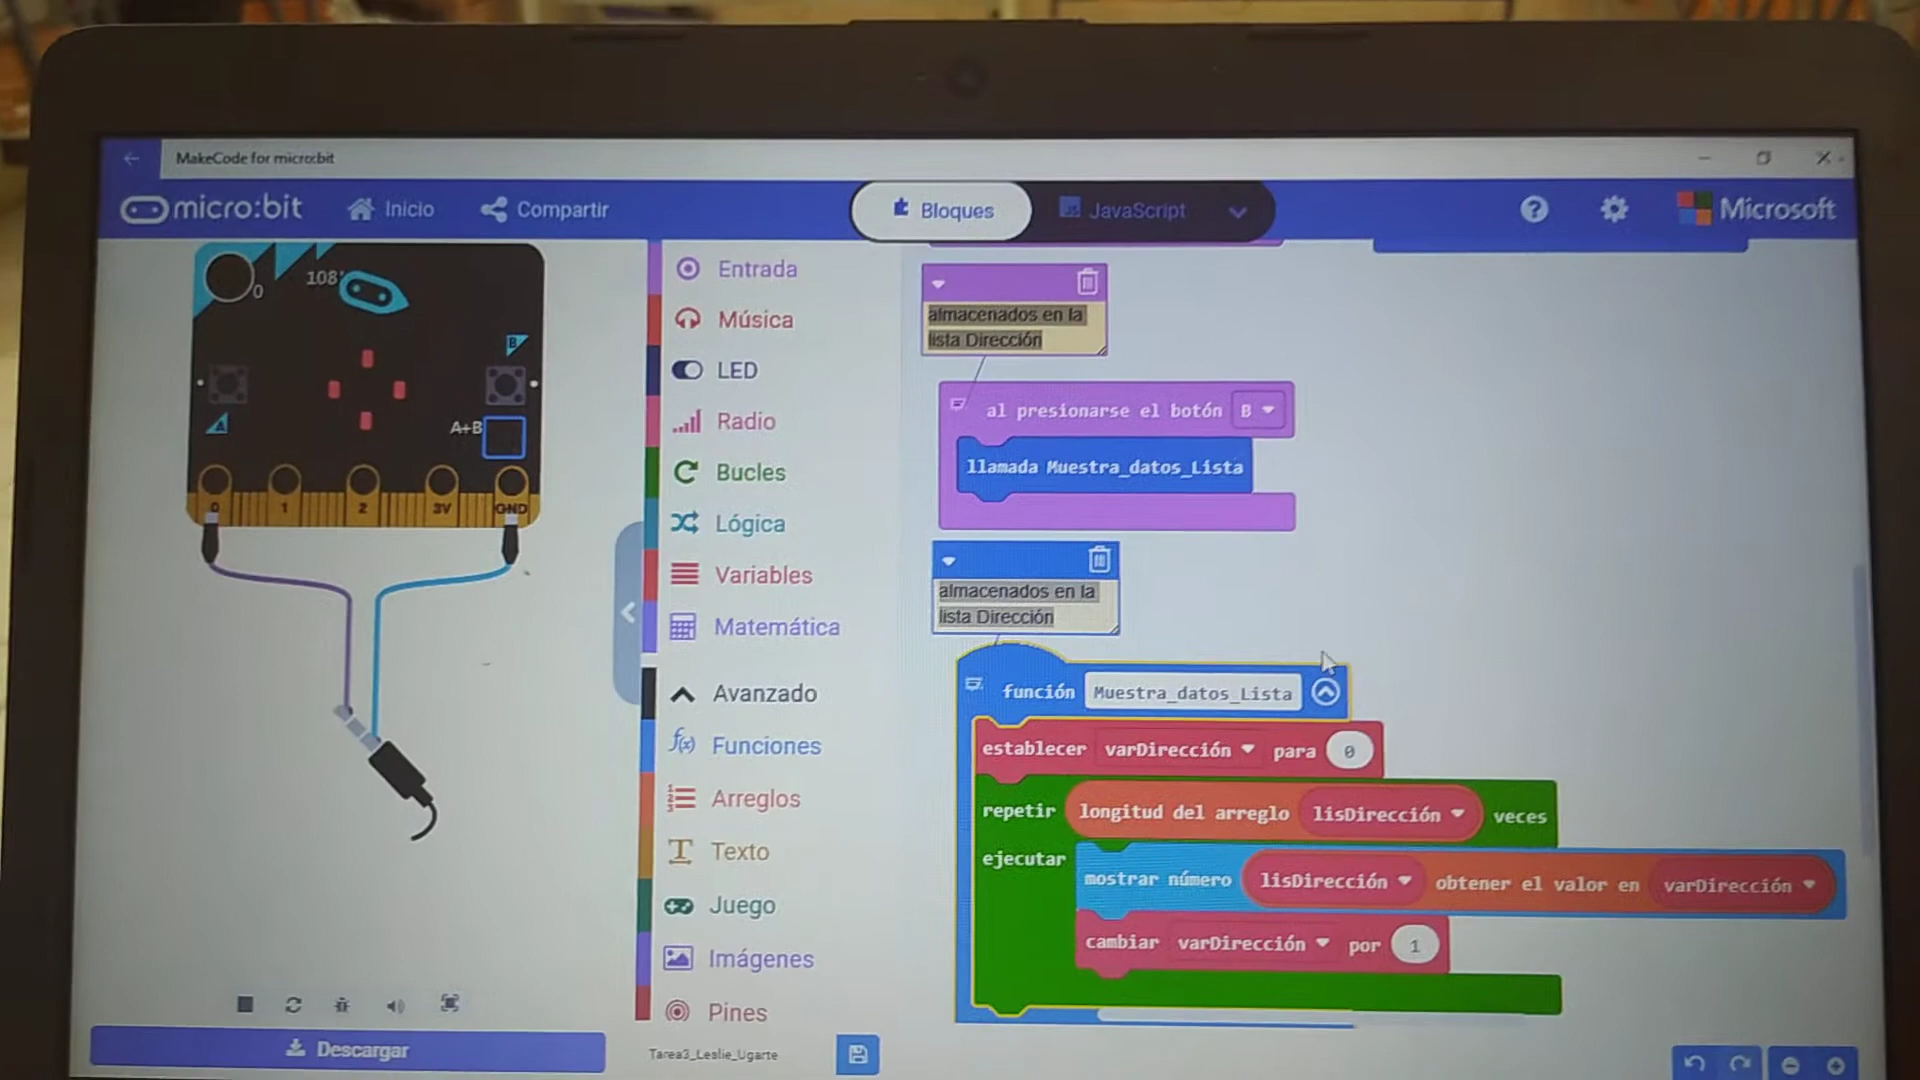 MakeCode for micro:bit
micro:bit
Inicio
Compartir
Bloques
JavaScript
Microsoft
0
108°
B
A
A+B
0
1
2
3V
GND
Descargar
Entrada
Música
LED
Radio
Bucles
Lógica
Variables
Matemática
Avanzado
Funciones
Arreglos
Texto
Juego
Imágenes
Pines
Tarea3_Leslie_Ugarte
almacenados en la
lista Dirección
al presionarse el botón B
llamada Muestra_datos_Lista
almacenados en la
lista Dirección
función Muestra_datos_Lista
establecer varDirección para 0
repetir longitud del arreglo lisDirección veces
ejecutar
mostrar número lisDirección obtener el valor en varDirección
cambiar varDirección por 1